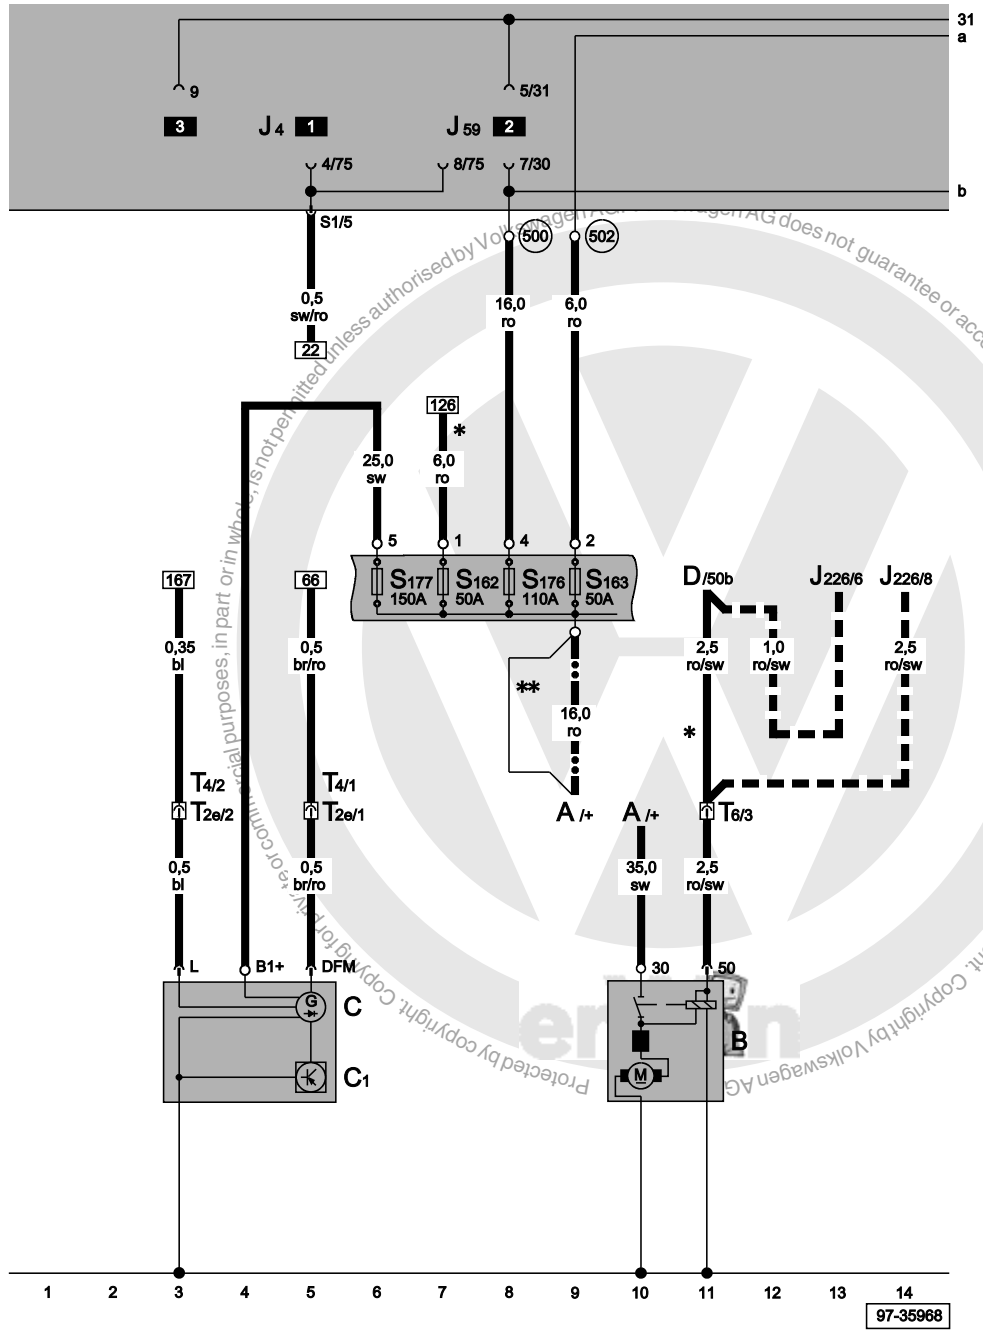 31
a
9
5/31
3
J 4
1
J 59
2
4/75
8/75
7/30
b
S1/5
500
502
0,5
sw/ro
16,0
ro
6,0
ro
22
126
*
25,0
sw
6,0
ro
5
1
4
2
S177
150A
S162
50A
S176
110A
S163
50A
167
66
D/50b
J226/6
J226/8
0,35
bl
0,5
br/ro
2,5
ro/sw
1,0
ro/sw
2,5
ro/sw
**
16,0
ro
*
T4/2
T2e/2
T4/1
T2e/1
A /+
A /+
T6/3
0,5
bl
0,5
br/ro
35,0
sw
2,5
ro/sw
L
B1+
DFM
30
50
G
C
C1
B
M
1 2 3 4 5 6 7 8 9 10 11 12 13 14
97-35968